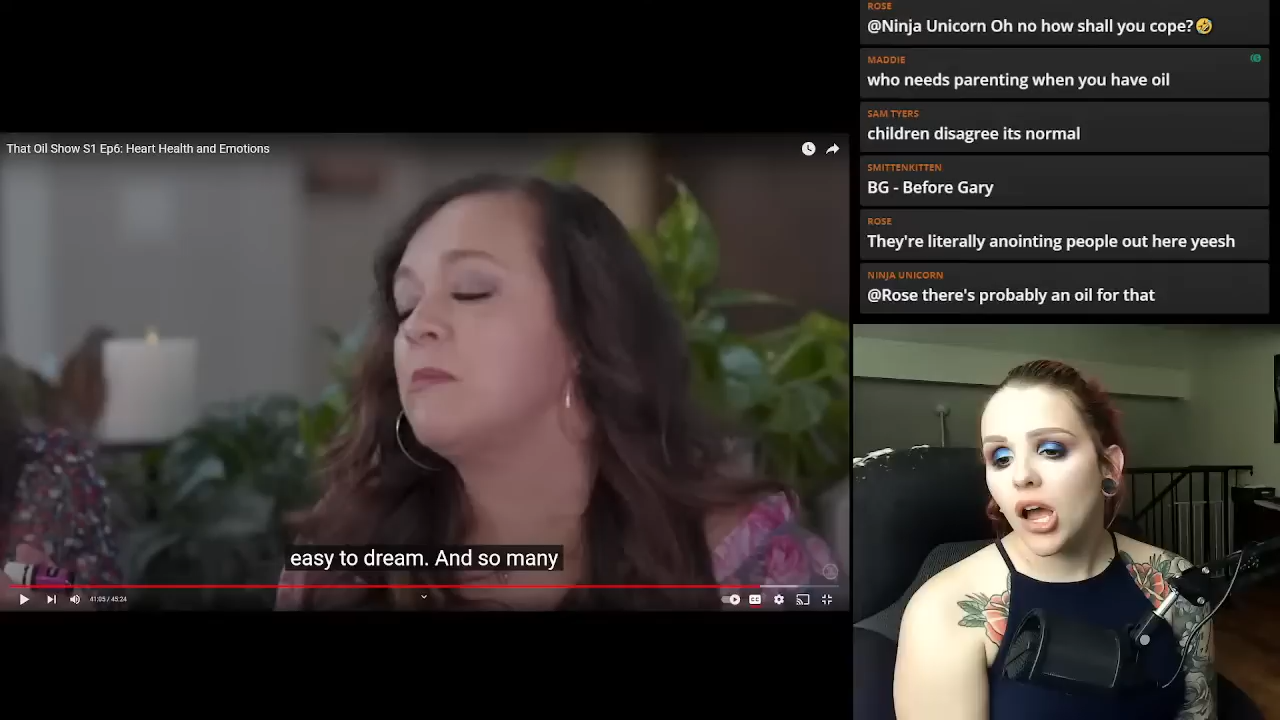 That Oil Show S1 Ep6: Heart Health and Emotions
easy to dream. And so many
41:05 / 45:24
CC
ROSE
@Ninja Unicorn Oh no how shall you cope?🤣
MADDIE
who needs parenting when you have oil
SAM TYERS
children disagree its normal
SMITTENKITTEN
BG - Before Gary
ROSE
They're literally anointing people out here yeesh
NINJA UNICORN
@Rose there's probably an oil for that